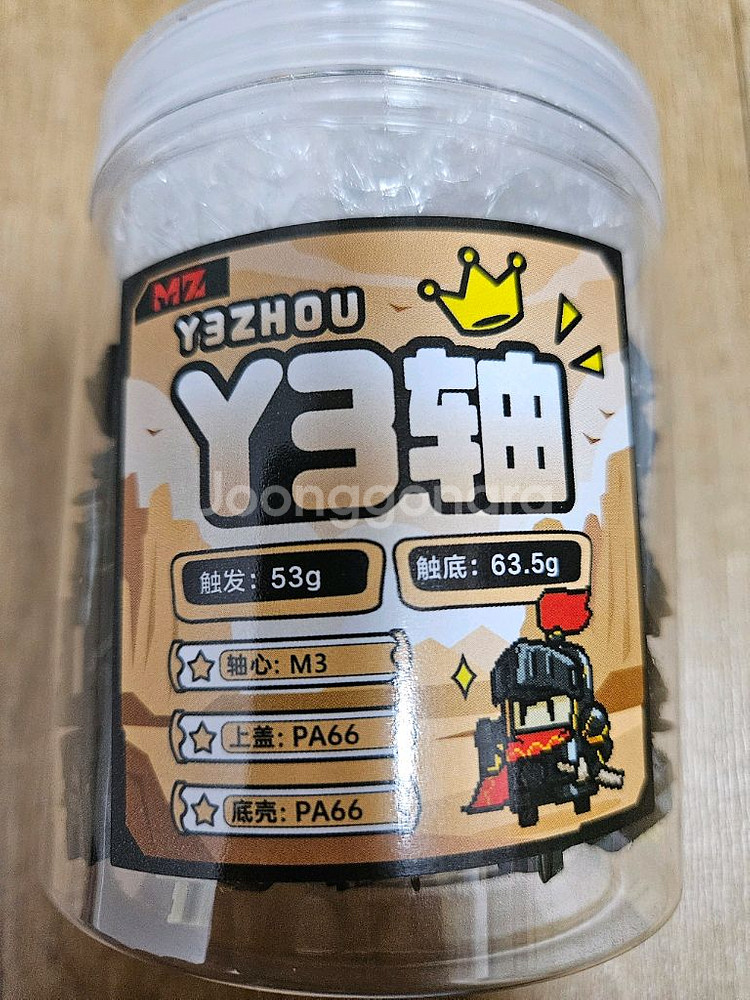 MZ
Y3ZHOU
Y3轴
Joonggonara
触发: 53g
触底: 63.5g
轴心: M3
上盖: PA66
底壳: PA66